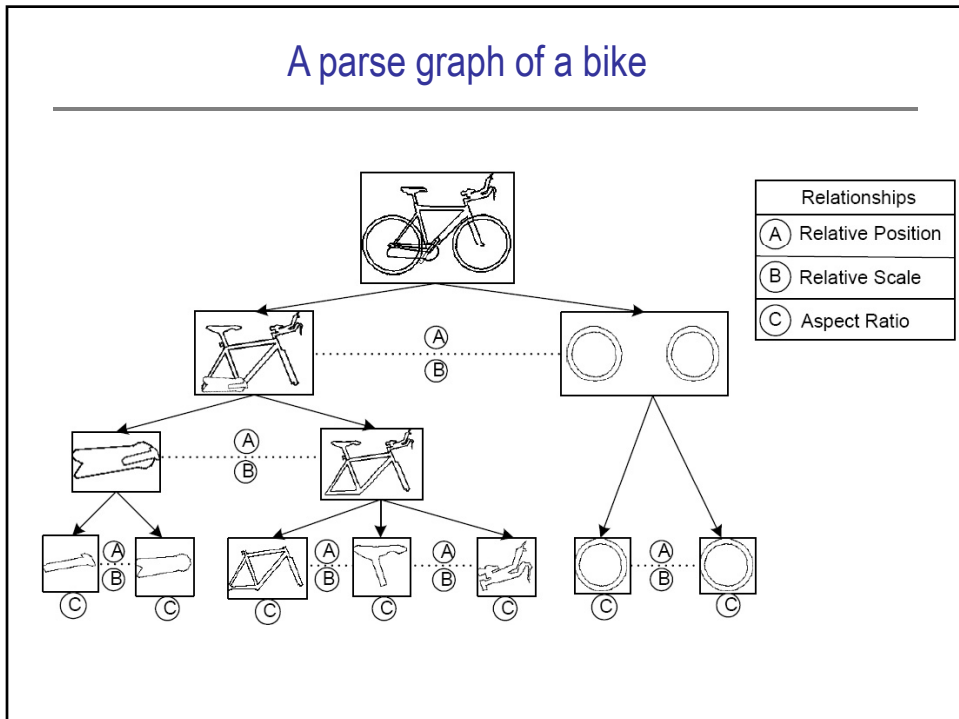 A parse graph of a bike
Relationships
A Relative Position
B Relative Scale
C Aspect Ratio
A
B
A
B
A
B
A
B
A
B
A
B
C
C
C
C
C
C
C